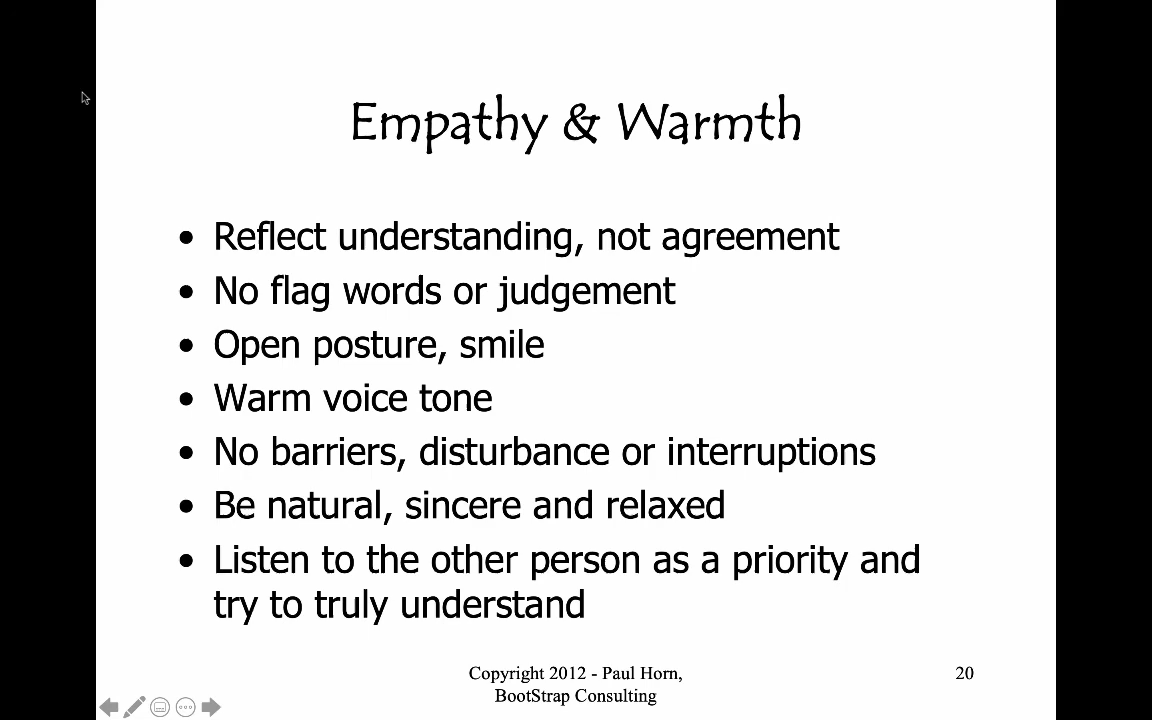 Empathy & Warmth
• Reflect understanding, not agreement
• No flag words or judgement
• Open posture, smile
• Warm voice tone
• No barriers, disturbance or interruptions
• Be natural, sincere and relaxed
• Listen to the other person as a priority and
try to truly understand
Copyright 2012 - Paul Horn,
BootStrap Consulting
20